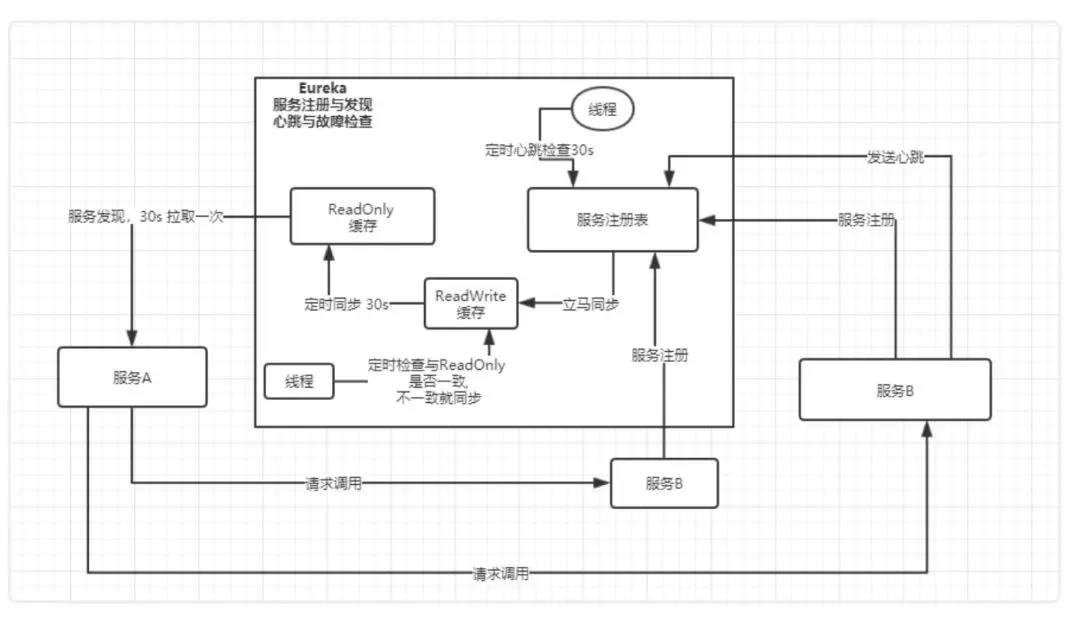 Eureka
服务注册与发现
心跳与故障检查
线程
定时心跳检查30s
发送心跳
服务发现，30s 拉取一次
ReadOnly
缓存
服务注册表
服务注册
定时同步 30s
ReadWrite
缓存
立马同步
服务注册
定时检查与ReadOnly
是否一致,
不一致就同步
线程
服务A
服务B
请求调用
服务B
请求调用